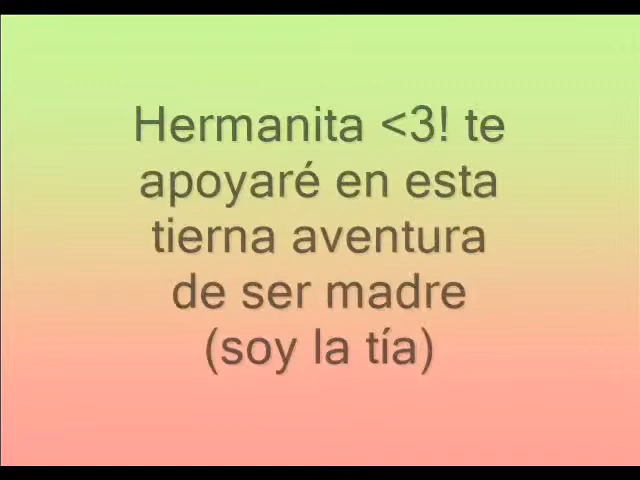 Hermanita <3! te
apoyaré en esta
tierna aventura
de ser madre
(soy la tía)